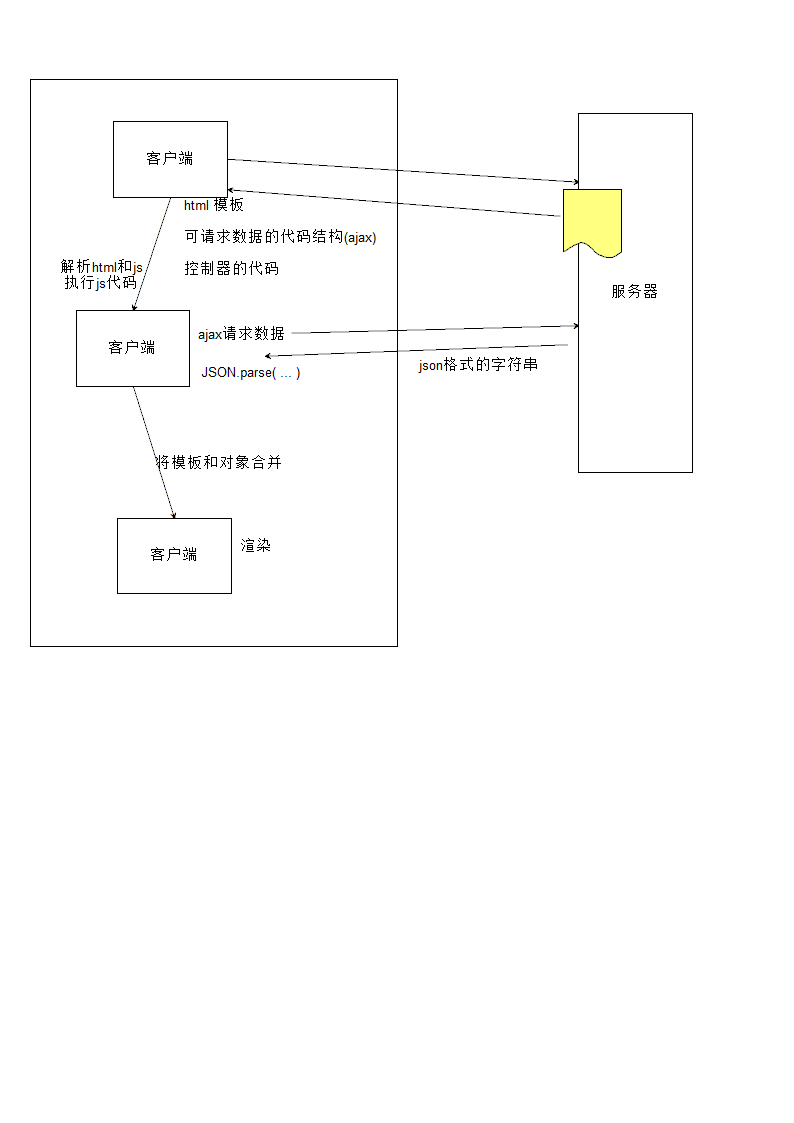 客户端
html 模板
可请求数据的代码结构(ajax)
解析html和js
执行js代码
控制器的代码
服务器
客户端
ajax请求数据
JSON.parse( ... )
json格式的字符串
将模板和对象合并
客户端
渲染